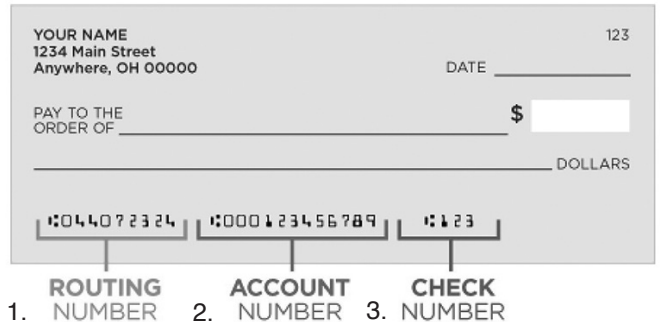 YOUR NAME
123
1234 Main Street
Anywhere, OH 00000
DATE
PAY TO THE
ORDER OF
$
DOLLARS
⑆044072324 ⑆000123456789 ⑆123
ROUTING ACCOUNT CHECK
1. NUMBER 2. NUMBER 3. NUMBER